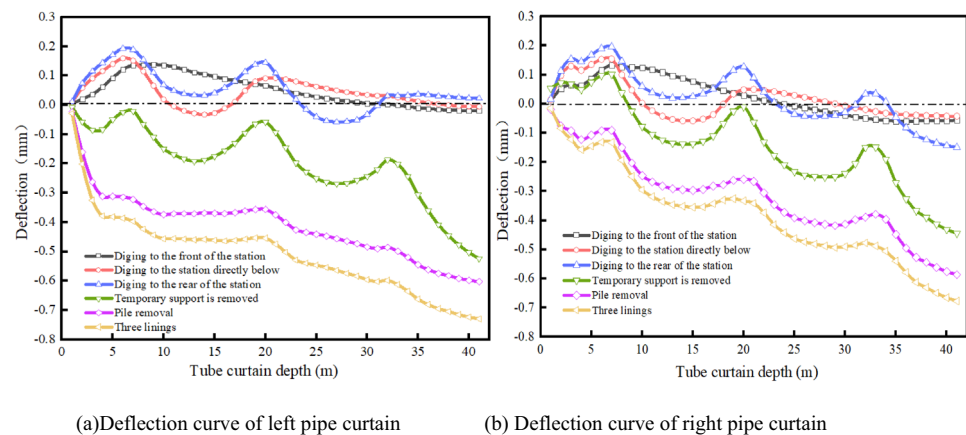 0.3
0.2
0.1
0.0
-0.1
-0.2
-0.3
-0.4
-0.5
-0.6
-0.7
-0.8
Deflection (mm)
Diging to the front of the station
Diging to the station directly below
Diging to the rear of the station
Temporary support is removed
Pile removal
Three linings
0 5 10 15 20 25 30 35 40
Tube curtain depth (m)
0.3
0.2
0.1
0.0
-0.1
-0.2
-0.3
-0.4
-0.5
-0.6
-0.7
-0.8
Deflection (mm)
Diging to the front of the station
Diging to the station directly below
Diging to the rear of the station
Temporary support is removed
Pile removal
Three linings
0 5 10 15 20 25 30 35 40
Tube curtain depth (m)
(a)Deflection curve of left pipe curtain (b) Deflection curve of right pipe curtain